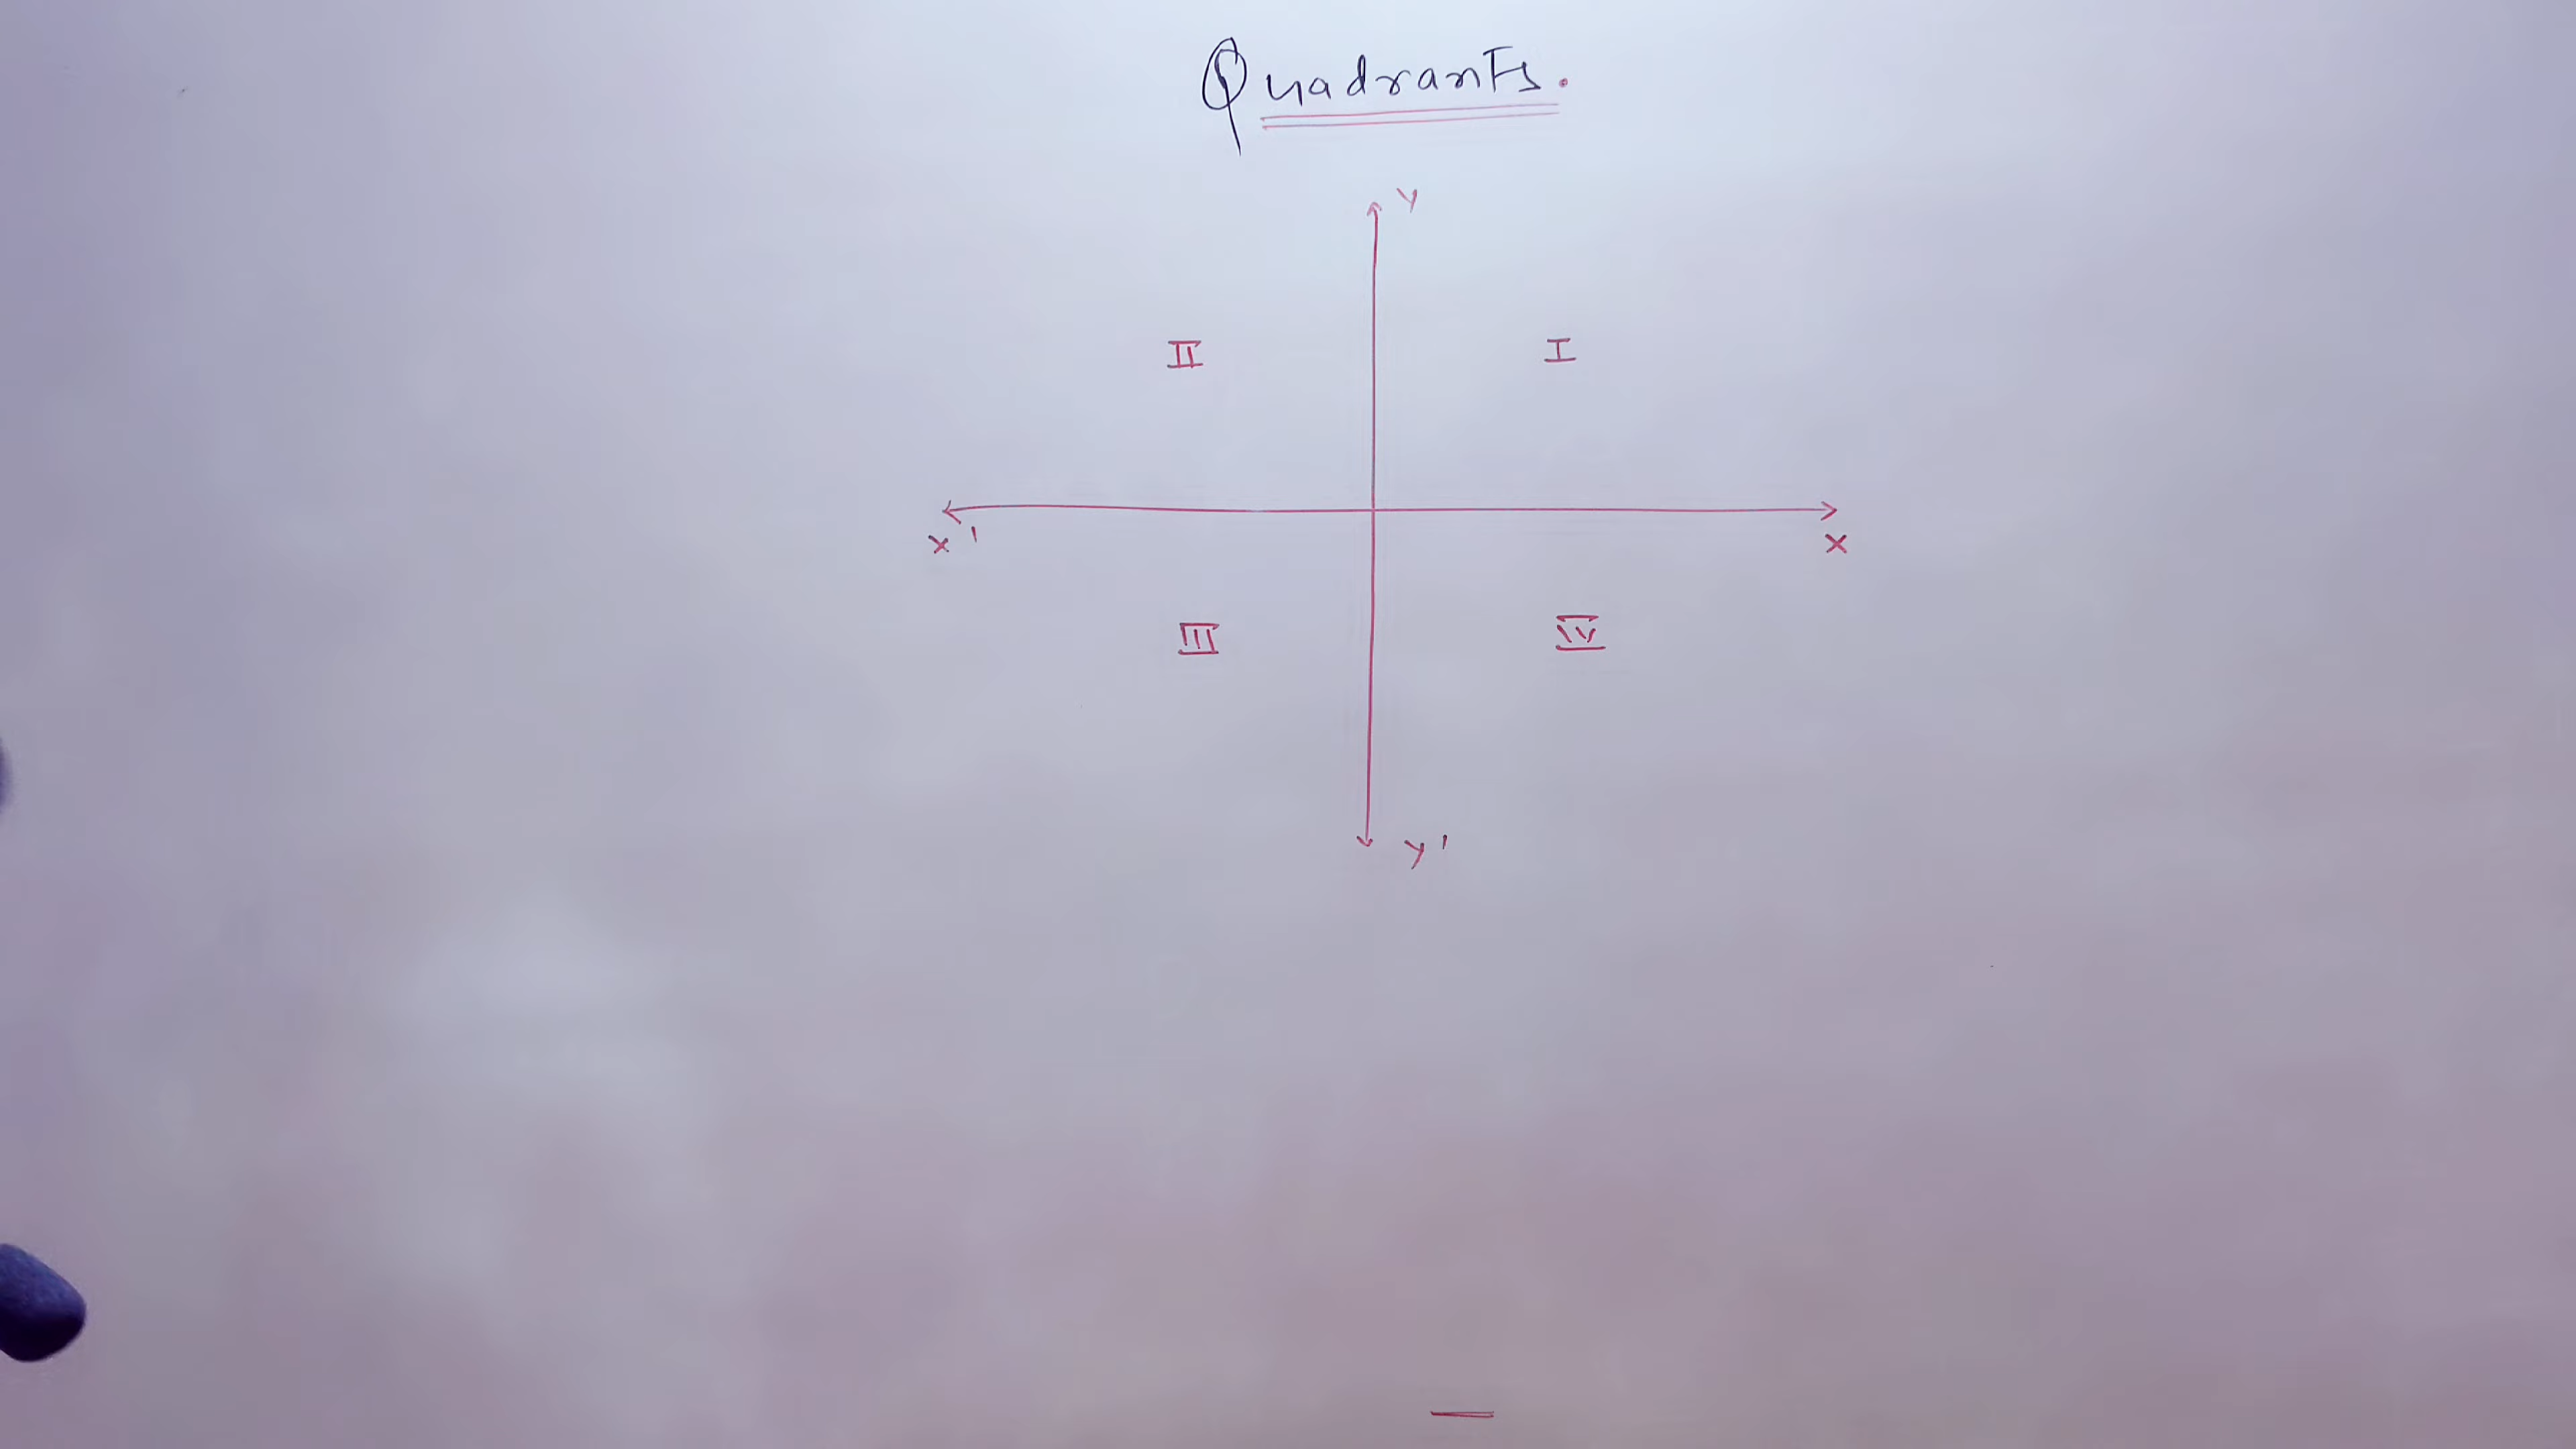 Quadrants.
Y
II I
X' X
III IV
Y'